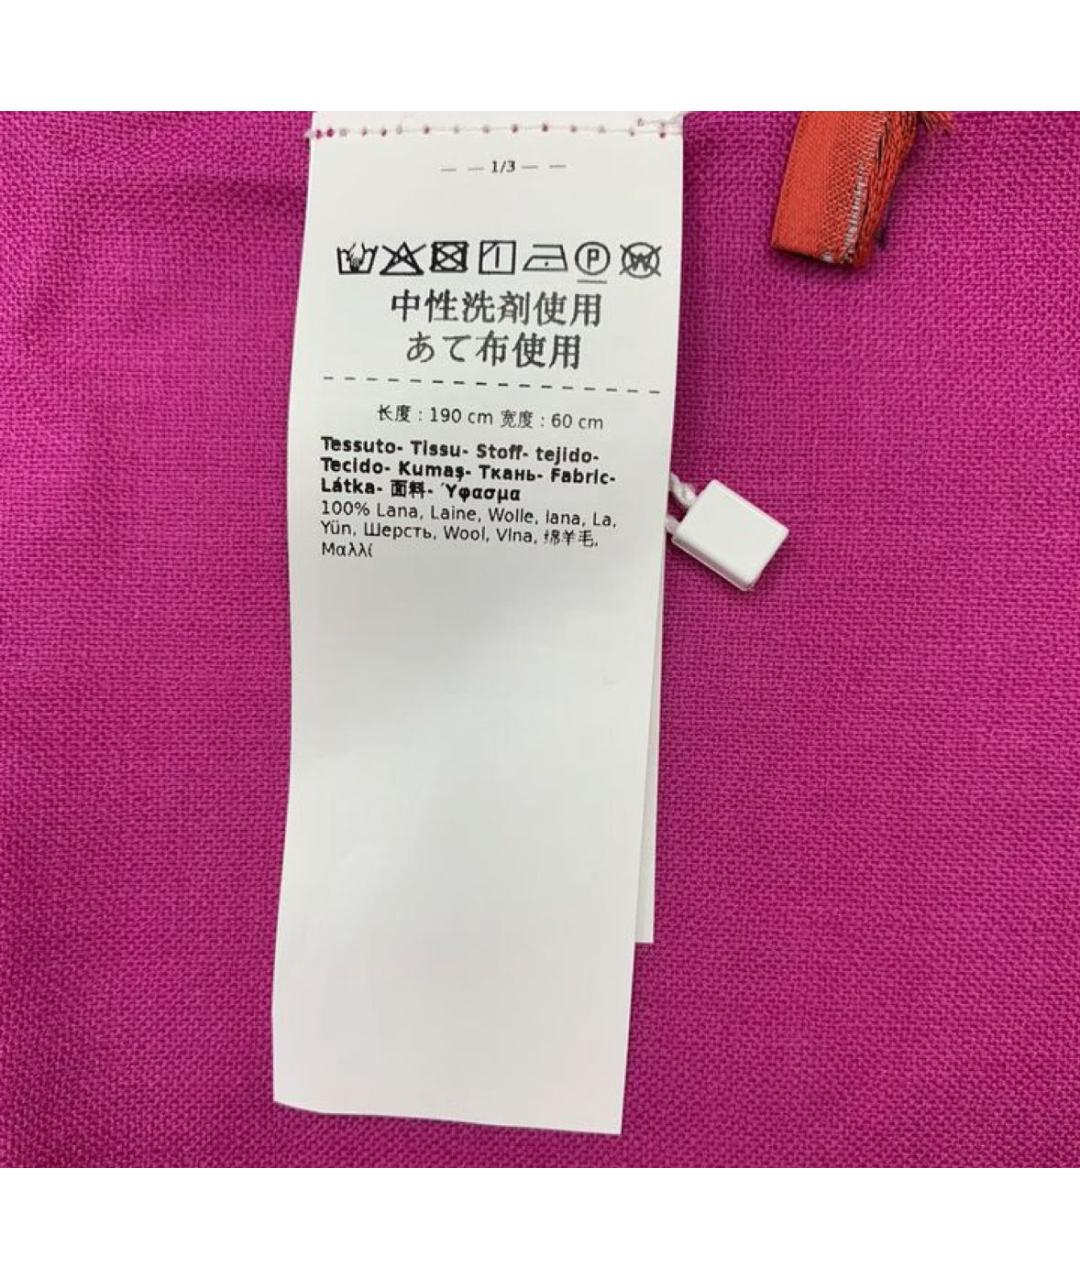 1/3
中性洗剤使用
あて布使用
长度：190 cm 宽度：60 cm
Tessuto- Tissu- Stoff- tejido-
Tecido- Kumaş- Ткань- Fabric-
Látka- 面料- Ύφασμα
100% Lana, Laine, Wolle, lana, La,
Yün, Шерсть, Wool, Vlna, 绵羊毛,
Μαλλί